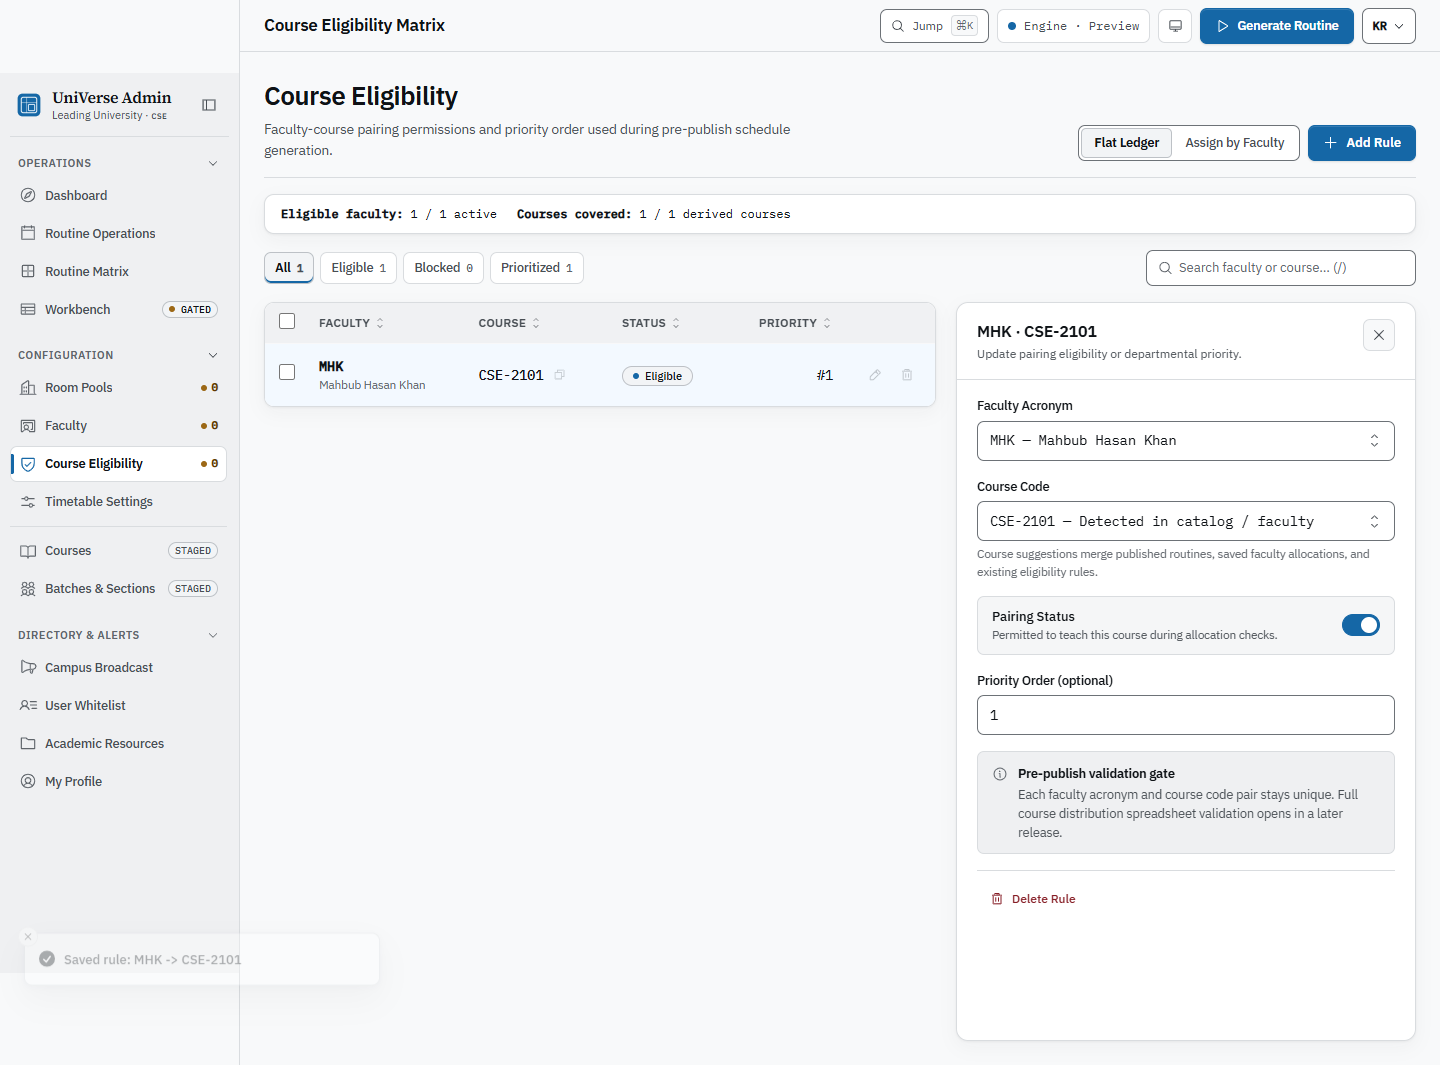 Course Eligibility Matrix
Jump ⌘K
Engine · Preview
Generate Routine
KR
UniVerse Admin
Leading University · CSE
OPERATIONS
Dashboard
Routine Operations
Routine Matrix
Workbench GATED
CONFIGURATION
Room Pools 0
Faculty 0
Course Eligibility 0
Timetable Settings
Courses STAGED
Batches & Sections STAGED
DIRECTORY & ALERTS
Campus Broadcast
User Whitelist
Academic Resources
My Profile
Course Eligibility
Faculty-course pairing permissions and priority order used during pre-publish schedule
generation.
Flat Ledger Assign by Faculty
Add Rule
Eligible faculty: 1 / 1 active Courses covered: 1 / 1 derived courses
All 1 Eligible 1 Blocked 0 Prioritized 1
Search faculty or course... (/)
FACULTY COURSE STATUS PRIORITY
MHK
Mahbub Hasan Khan
CSE-2101
Eligible
#1
MHK · CSE-2101
Update pairing eligibility or departmental priority.
Faculty Acronym
MHK — Mahbub Hasan Khan
Course Code
CSE-2101 — Detected in catalog / faculty
Course suggestions merge published routines, saved faculty allocations, and
existing eligibility rules.
Pairing Status
Permitted to teach this course during allocation checks.
Priority Order (optional)
1
Pre-publish validation gate
Each faculty acronym and course code pair stays unique. Full
course distribution spreadsheet validation opens in a later
release.
Delete Rule
Saved rule: MHK -> CSE-2101